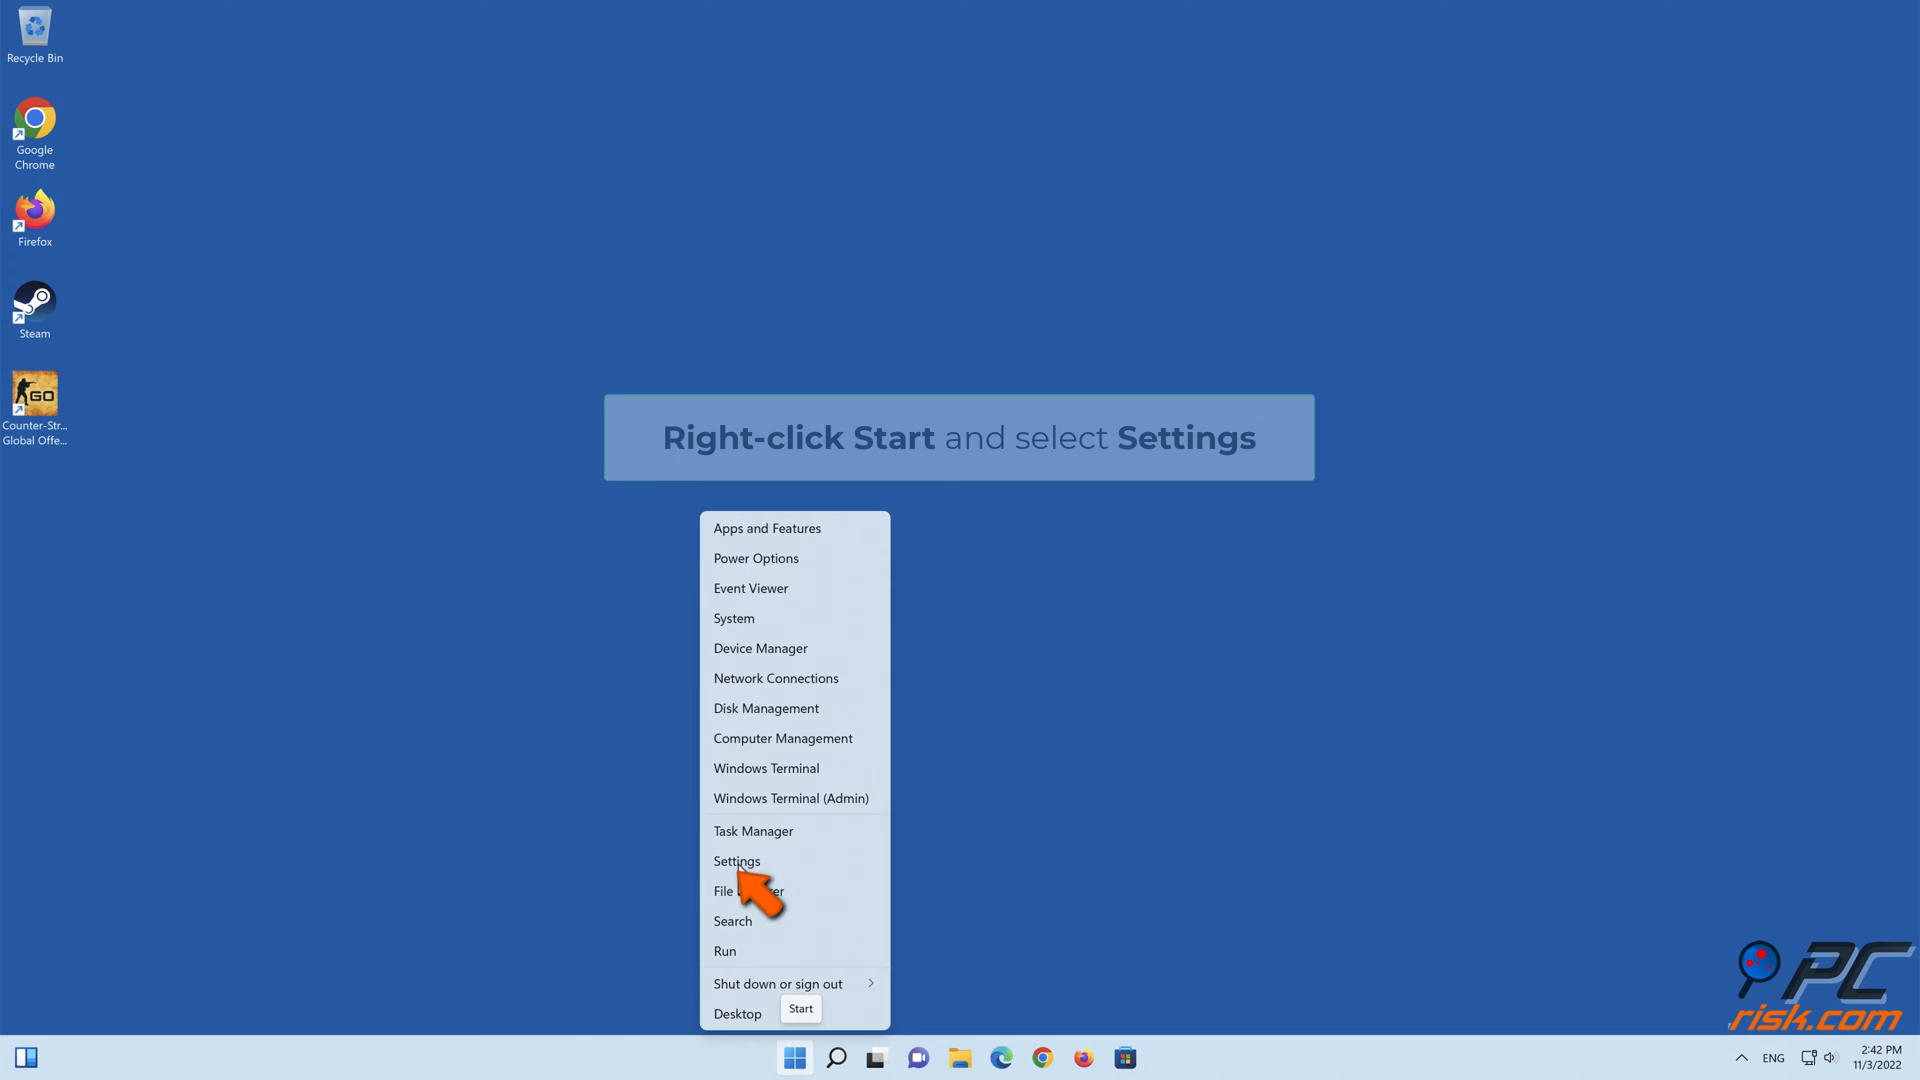 Recycle Bin
Google
Chrome
Firefox
Steam
GO
Counter-Str...
Global Offe...
Right-click Start and select Settings
Apps and Features
Power Options
Event Viewer
System
Device Manager
Network Connections
Disk Management
Computer Management
Windows Terminal
Windows Terminal (Admin)
Task Manager
Settings
File
Search
Run
Shut down or sign out
Desktop
Start
PC
risk.com
ENG
2:42 PM
11/3/2022